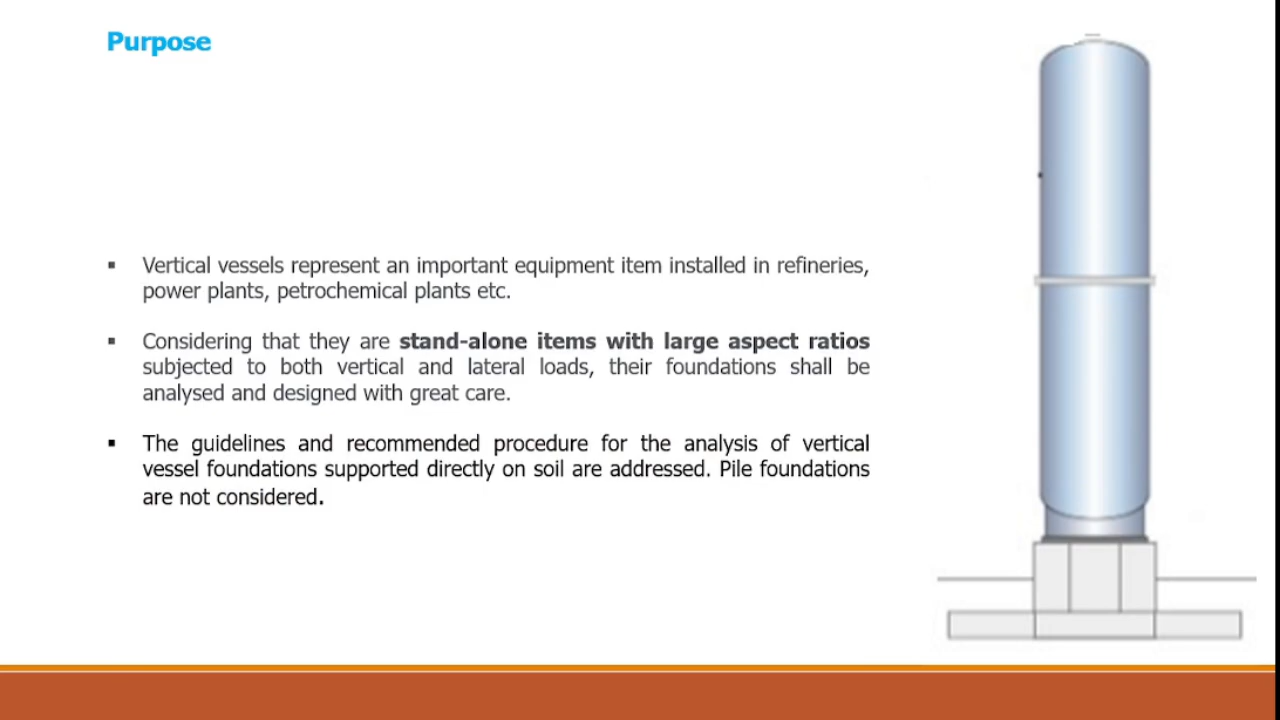 Purpose
▪ Vertical vessels represent an important equipment item installed in refineries,
power plants, petrochemical plants etc.
▪ Considering that they are stand-alone items with large aspect ratios
subjected to both vertical and lateral loads, their foundations shall be
analysed and designed with great care.
▪ The guidelines and recommended procedure for the analysis of vertical
vessel foundations supported directly on soil are addressed. Pile foundations
are not considered.